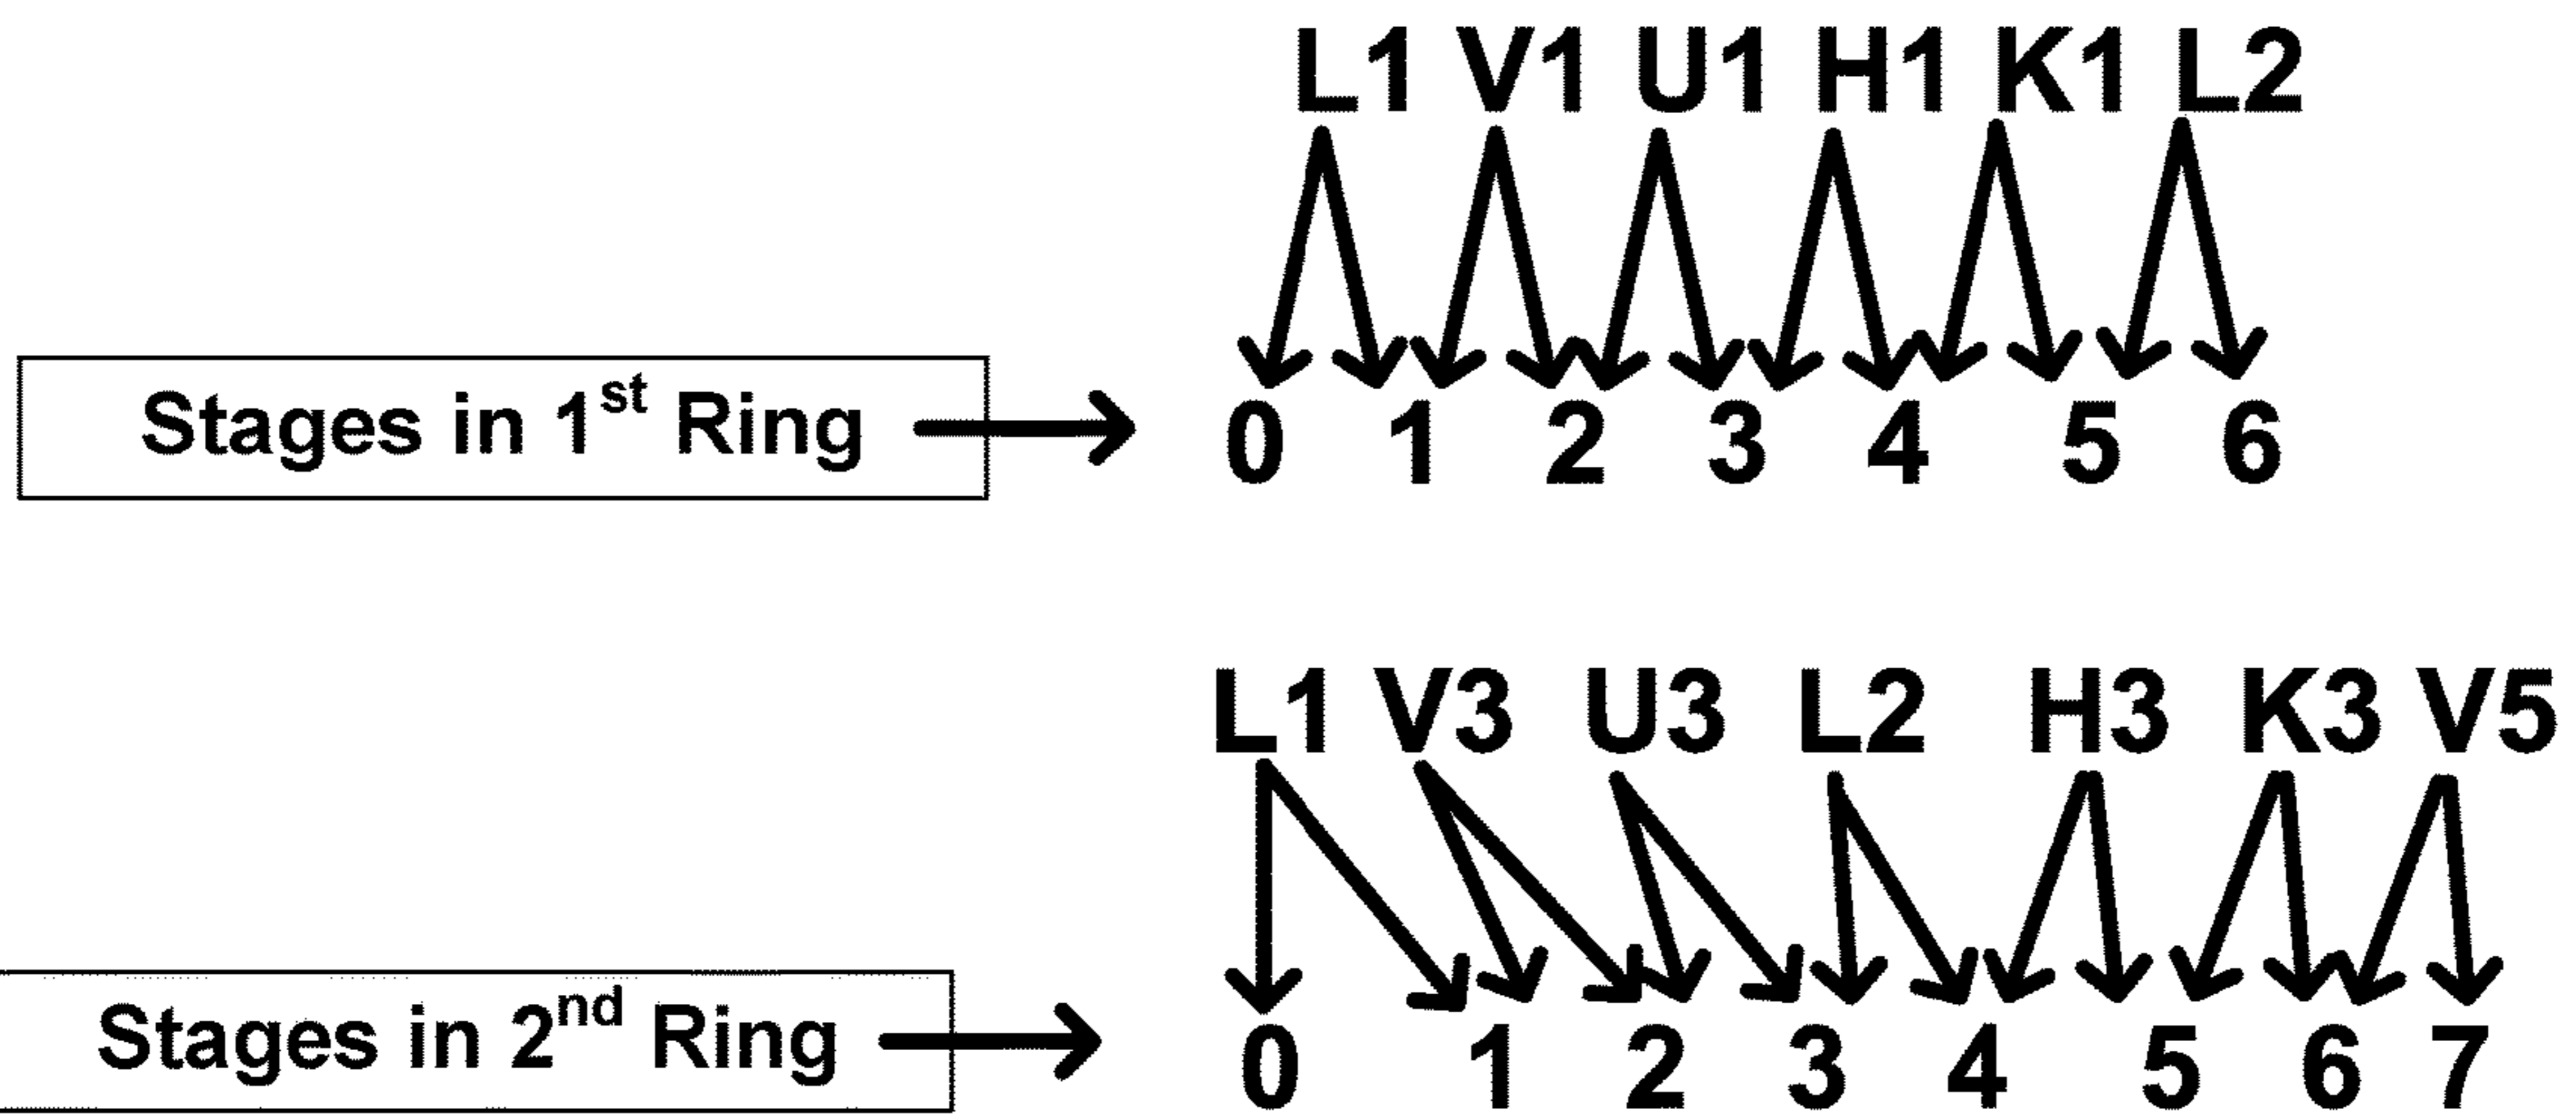 L1 V1 U1 H1 K1 L2
Stages in 1st Ring
0 1 2 3 4 5 6
L1 V3 U3 L2 H3 K3 V5
Stages in 2nd Ring
0 1 2 3 4 5 6 7